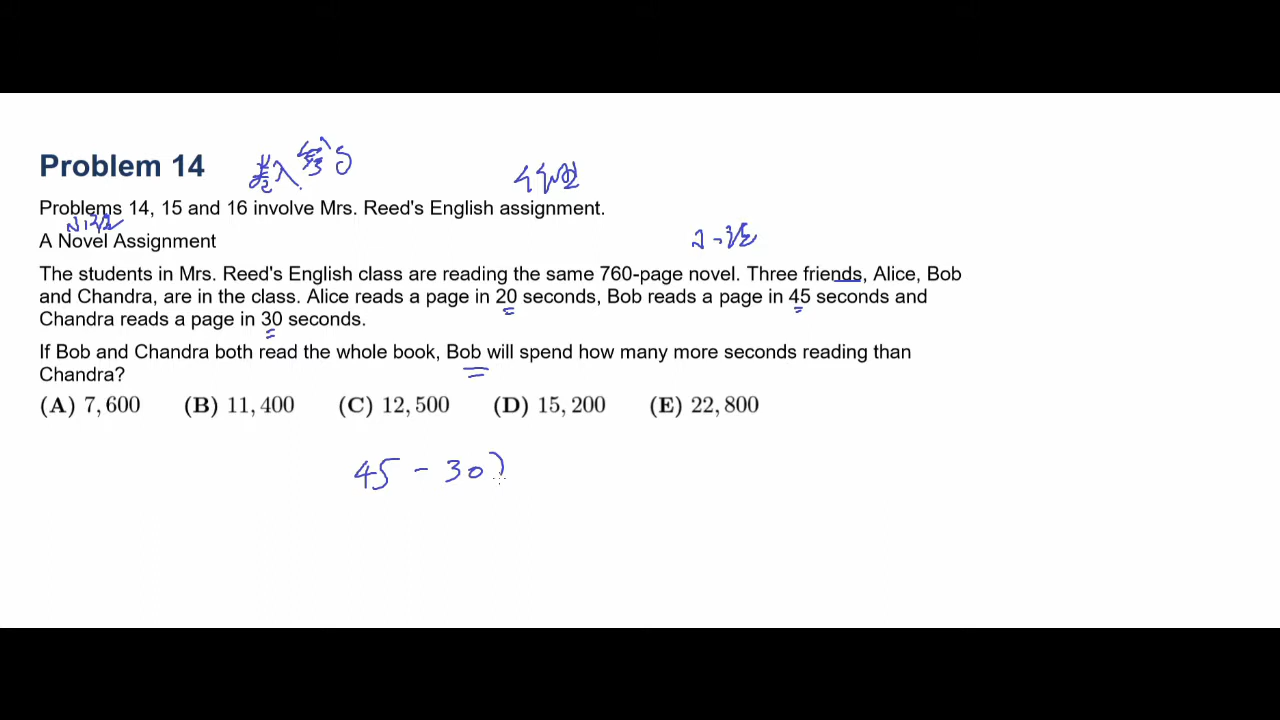 Problem 14
Problems 14, 15 and 16 involve Mrs. Reed's English assignment.
A Novel Assignment
The students in Mrs. Reed's English class are reading the same 760-page novel. Three friends, Alice, Bob
and Chandra, are in the class. Alice reads a page in 20 seconds, Bob reads a page in 45 seconds and
Chandra reads a page in 30 seconds.
If Bob and Chandra both read the whole book, Bob will spend how many more seconds reading than
Chandra?
(A) 7,600 (B) 11,400 (C) 12,500 (D) 15,200 (E) 22,800
45 - 30)